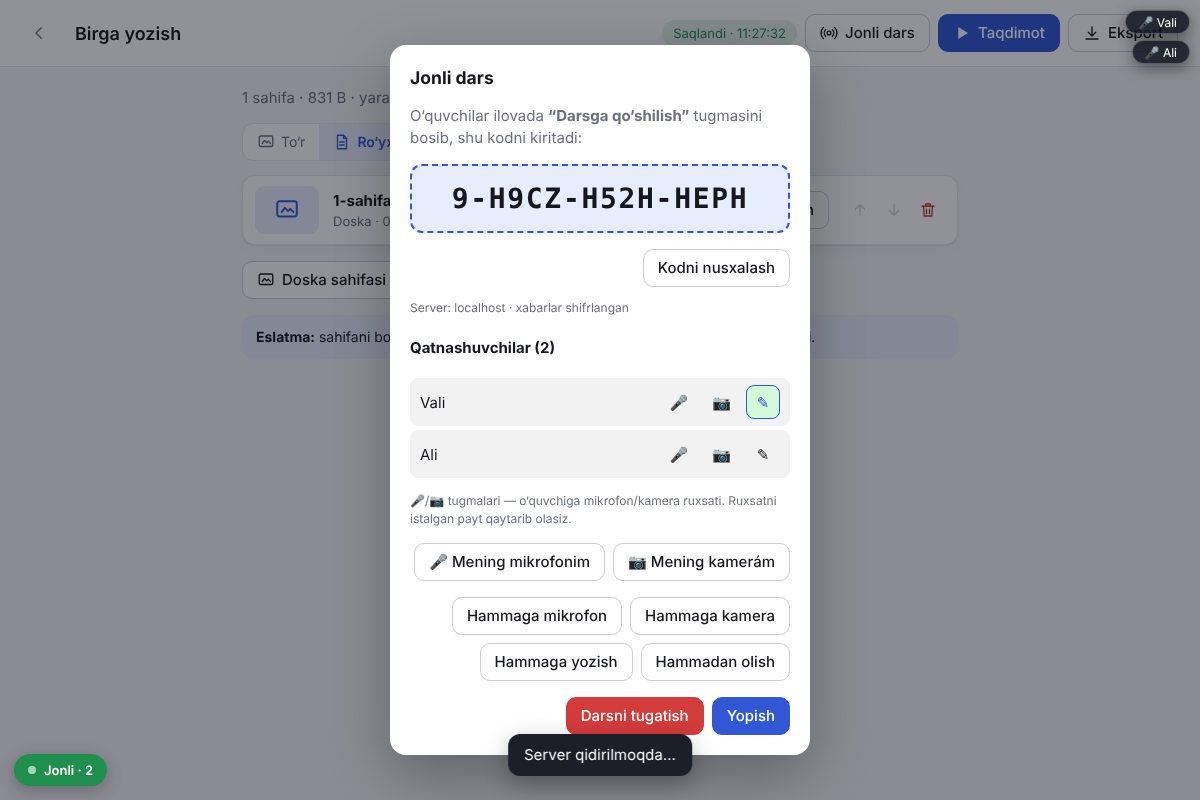 Birga yozish
Saqlandi · 11:27:32
Jonli dars
Taqdimot
Eksport
🎤 Vali
🎤 Ali
1 sahifa · 831 B · yara
To‘r
Ro‘yx
1-sahifa
Doska · 0
Doska sahifasi
Eslatma: sahifani bo
Jonli dars
O‘quvchilar ilovada “Darsga qo‘shilish” tugmasini
bosib, shu kodni kiritadi:
9-H9CZ-H52H-HEPH
Kodni nusxalash
Server: localhost · xabarlar shifrlangan
Qatnashuvchilar (2)
Vali 🎤 📷 ✎
Ali 🎤 📷 ✎
🎤/📷 tugmalari — o‘quvchiga mikrofon/kamera ruxsati. Ruxsatni
istalgan payt qaytarib olasiz.
🎤 Mening mikrofonim
📷 Mening kamerám
Hammaga mikrofon
Hammaga kamera
Hammaga yozish
Hammadan olish
Darsni tugatish
Yopish
Server qidirilmoqda…
Jonli · 2